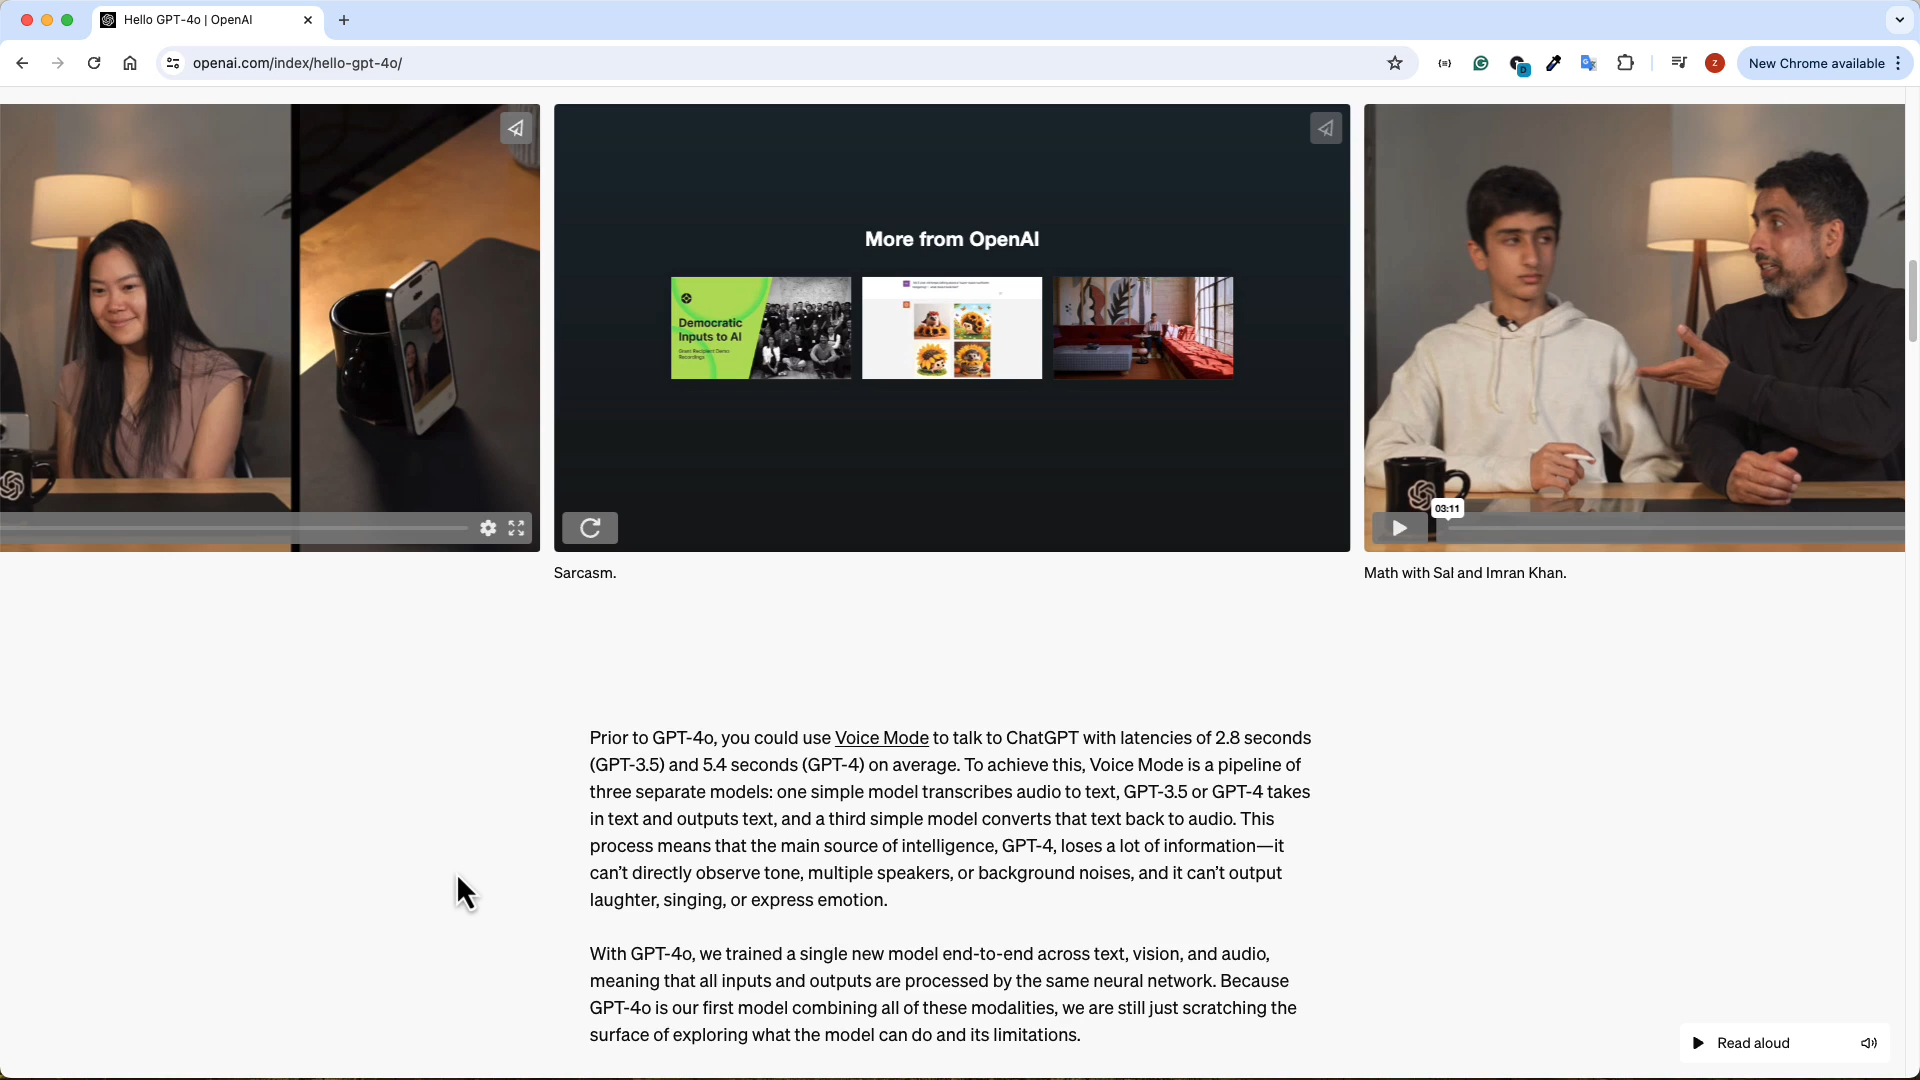 Hello GPT-4o | OpenAI
openai.com/index/hello-gpt-4o/
Z
New Chrome available
More from OpenAI
Democratic
Inputs to AI
Grant Recipient Demo
Recordings
03:11
Sarcasm.
Math with Sal and Imran Khan.
Prior to GPT-4o, you could use Voice Mode to talk to ChatGPT with latencies of 2.8 seconds
(GPT-3.5) and 5.4 seconds (GPT-4) on average. To achieve this, Voice Mode is a pipeline of
three separate models: one simple model transcribes audio to text, GPT-3.5 or GPT-4 takes
in text and outputs text, and a third simple model converts that text back to audio. This
process means that the main source of intelligence, GPT-4, loses a lot of information—it
can’t directly observe tone, multiple speakers, or background noises, and it can’t output
laughter, singing, or express emotion.
With GPT-4o, we trained a single new model end-to-end across text, vision, and audio,
meaning that all inputs and outputs are processed by the same neural network. Because
GPT-4o is our first model combining all of these modalities, we are still just scratching the
surface of exploring what the model can do and its limitations.
Read aloud